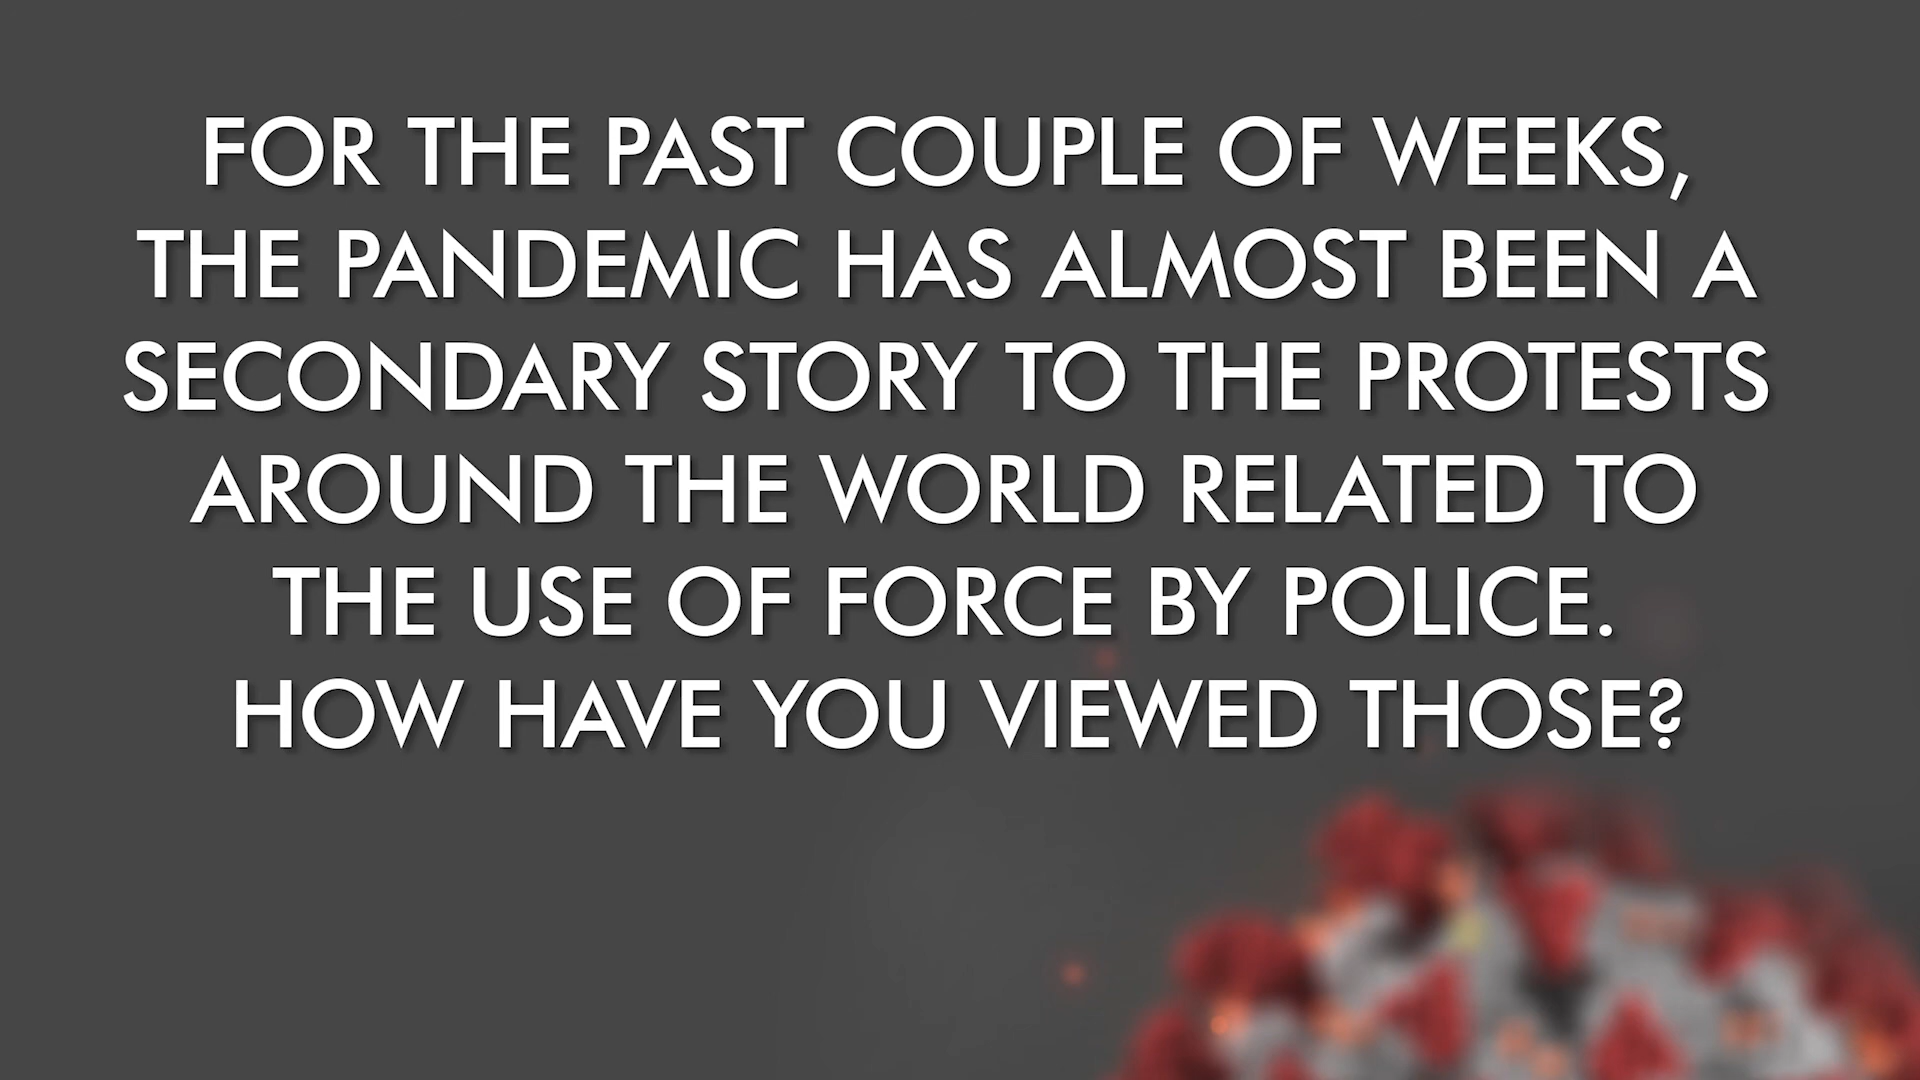 FOR THE PAST COUPLE OF WEEKS,
THE PANDEMIC HAS ALMOST BEEN A
SECONDARY STORY TO THE PROTESTS
AROUND THE WORLD RELATED TO
THE USE OF FORCE BY POLICE.
HOW HAVE YOU VIEWED THOSE?